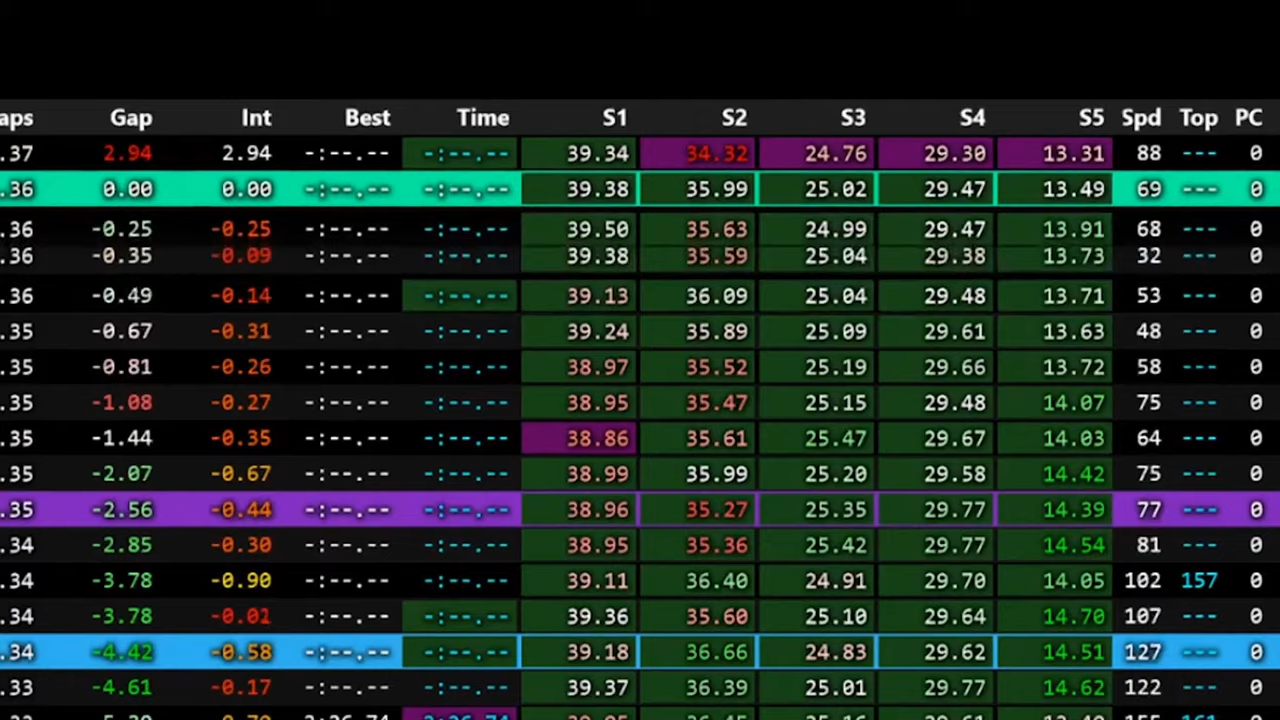 aps Gap Int Best Time S1 S2 S3 S4 S5 Spd Top PC
.37 2.94 2.94 -:--.-- -:--.-- 39.34 34.32 24.76 29.30 13.31 88 --- 0
.36 0.00 0.00 -:--.-- -:--.-- 39.38 35.99 25.02 29.47 13.49 69 --- 0
.36 -0.25 -0.25 -:--.-- -:--.-- 39.50 35.63 24.99 29.47 13.91 68 --- 0
.36 -0.35 -0.09 -:--.-- -:--.-- 39.38 35.59 25.04 29.38 13.73 32 --- 0
.36 -0.49 -0.14 -:--.-- -:--.-- 39.13 36.09 25.04 29.48 13.71 53 --- 0
.35 -0.67 -0.31 -:--.-- -:--.-- 39.24 35.89 25.09 29.61 13.63 48 --- 0
.35 -0.81 -0.26 -:--.-- -:--.-- 38.97 35.52 25.19 29.66 13.72 58 --- 0
.35 -1.08 -0.27 -:--.-- -:--.-- 38.95 35.47 25.15 29.48 14.07 75 --- 0
.35 -1.44 -0.35 -:--.-- -:--.-- 38.86 35.61 25.47 29.67 14.03 64 --- 0
.35 -2.07 -0.67 -:--.-- -:--.-- 38.99 35.99 25.20 29.58 14.42 75 --- 0
.35 -2.56 -0.44 -:--.-- -:--.-- 38.96 35.27 25.35 29.77 14.39 77 --- 0
.34 -2.85 -0.30 -:--.-- -:--.-- 38.95 35.36 25.42 29.77 14.54 81 --- 0
.34 -3.78 -0.90 -:--.-- -:--.-- 39.11 36.40 24.91 29.70 14.05 102 157 0
.34 -3.78 -0.02 -:--.-- -:--.-- 39.36 35.60 25.10 29.64 14.70 107 --- 0
.34 -4.42 -0.58 -:--.-- -:--.-- 39.18 36.66 24.83 29.62 14.51 127 --- 0
.33 -4.61 -0.17 -:--.-- -:--.-- 39.37 36.39 25.01 29.77 14.62 122 --- 0